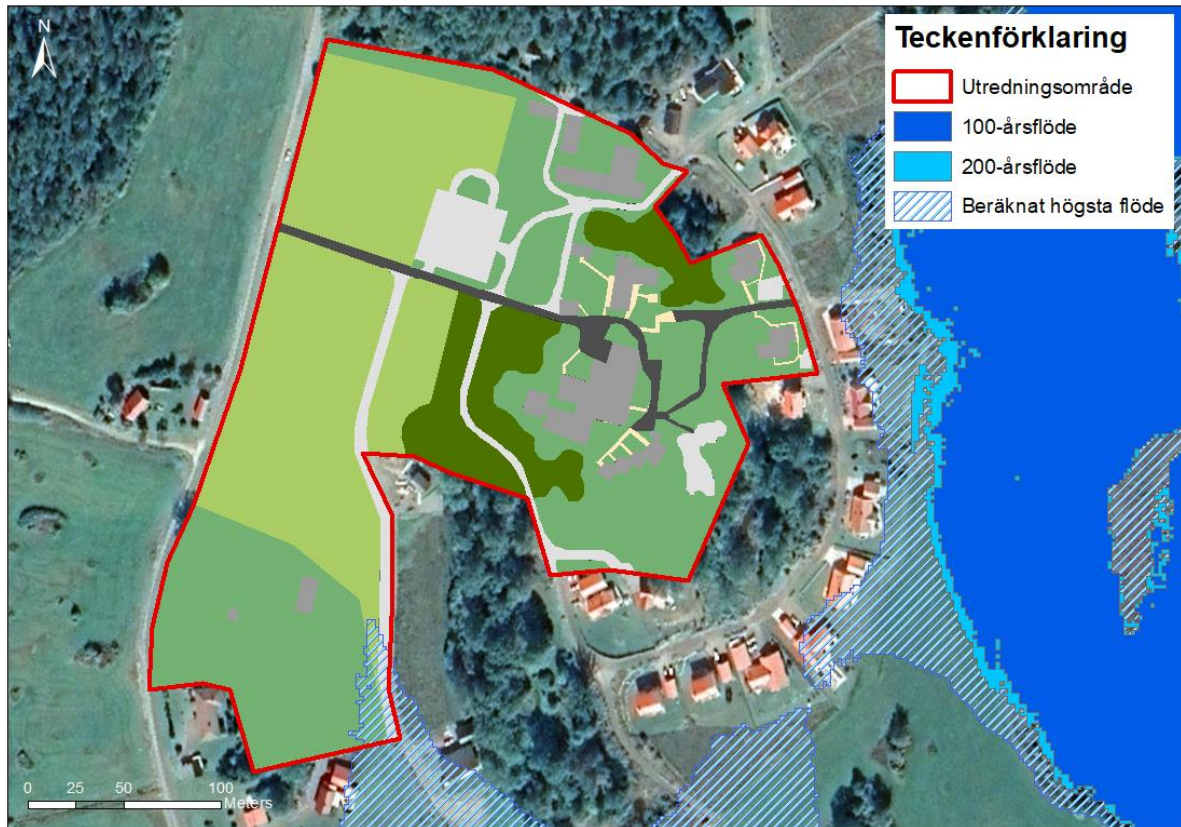 N
Teckenförklaring
Utredningsområde
100-årsflöde
200-årsflöde
Beräknat högsta flöde
0 25 50 100
Meters